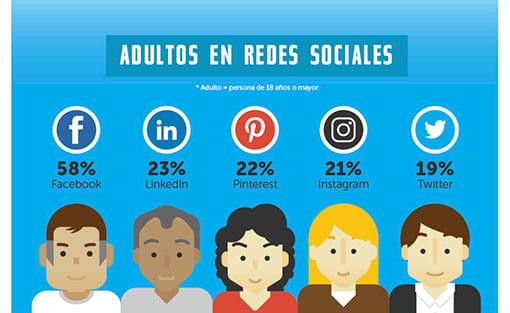 ADULTOS EN REDES SOCIALES
* Adulto = persona de 18 años o mayor
58% 23% 22% 21% 19%
Facebook LinkedIn Pinterest Instagram Twitter